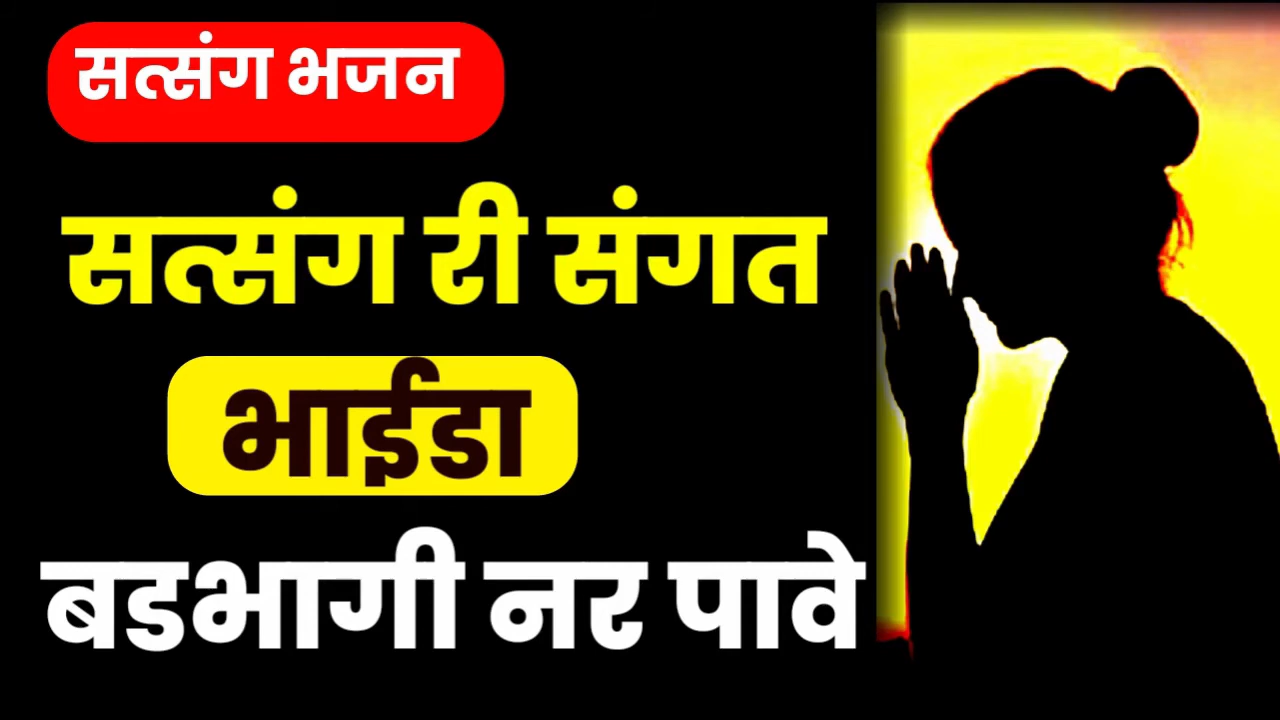 सत्संग भजन
सत्संग री संगत
भाईडा
बडभागी नर पावे